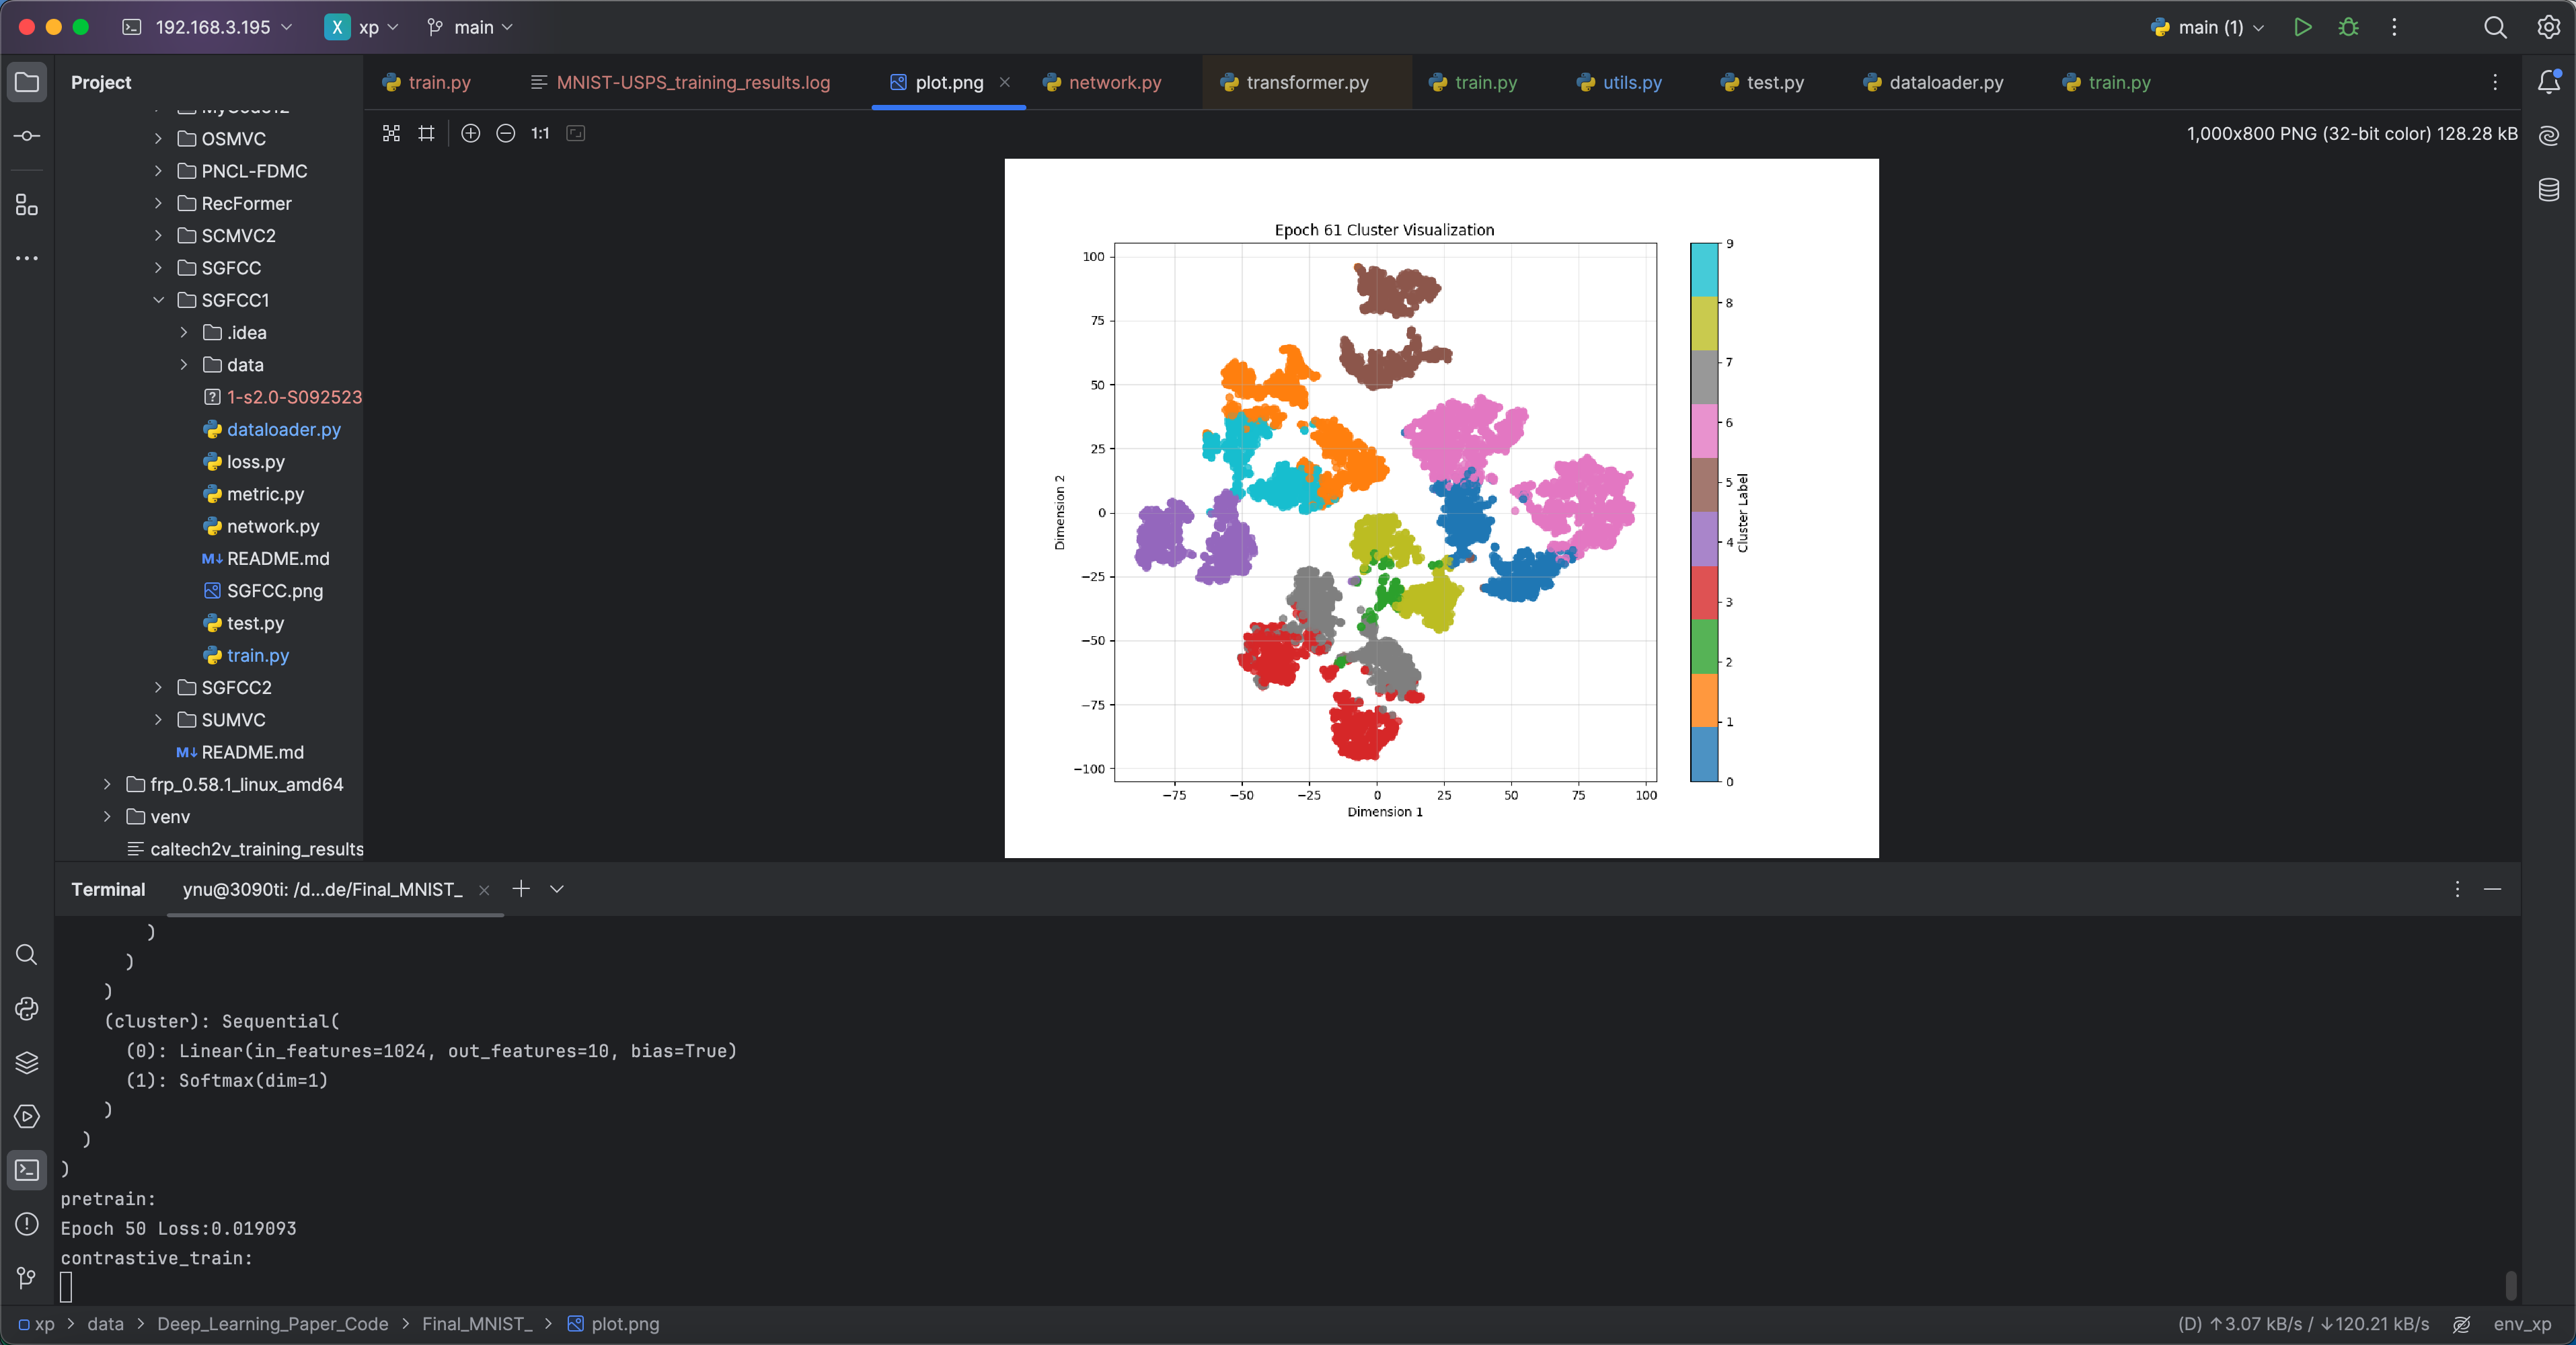 192.168.3.195
X xp
main
main (1)
Project
train.py
MNIST-USPS_training_results.log
plot.png
network.py
transformer.py
train.py
utils.py
test.py
dataloader.py
train.py
1:1
1,000x800 PNG (32-bit color) 128.28 kB
OSMVC
PNCL-FDMC
RecFormer
SCMVC2
SGFCC
SGFCC1
.idea
data
1-s2.0-S092523
dataloader.py
loss.py
metric.py
network.py
M↓ README.md
SGFCC.png
test.py
train.py
SGFCC2
SUMVC
M↓ README.md
frp_0.58.1_linux_amd64
venv
caltech2v_training_results
Epoch 61 Cluster Visualization
100
75
50
25
0
−25
−50
−75
−100
Dimension 2
−75
−50
−25
0
25
50
75
100
Dimension 1
9
8
7
6
5
4
3
2
1
0
Cluster Label
Terminal
ynu@3090ti: /d...de/Final_MNIST_
)
)
)
(cluster): Sequential(
(0): Linear(in_features=1024, out_features=10, bias=True)
(1): Softmax(dim=1)
)
)
)
pretrain:
Epoch 50 Loss:0.019093
contrastive_train:
xp > data > Deep_Learning_Paper_Code > Final_MNIST_ > plot.png
(D) ↑3.07 kB/s / ↓120.21 kB/s
env_xp